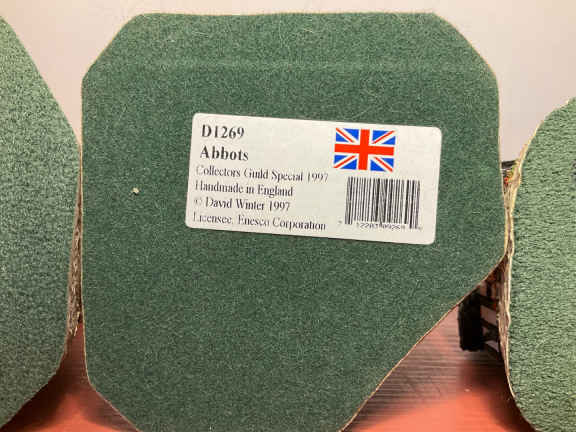 D1269
Abbots
Collectors Guild Special 1997
Handmade in England
© David Winter 1997
Licensee, Enesco Corporation